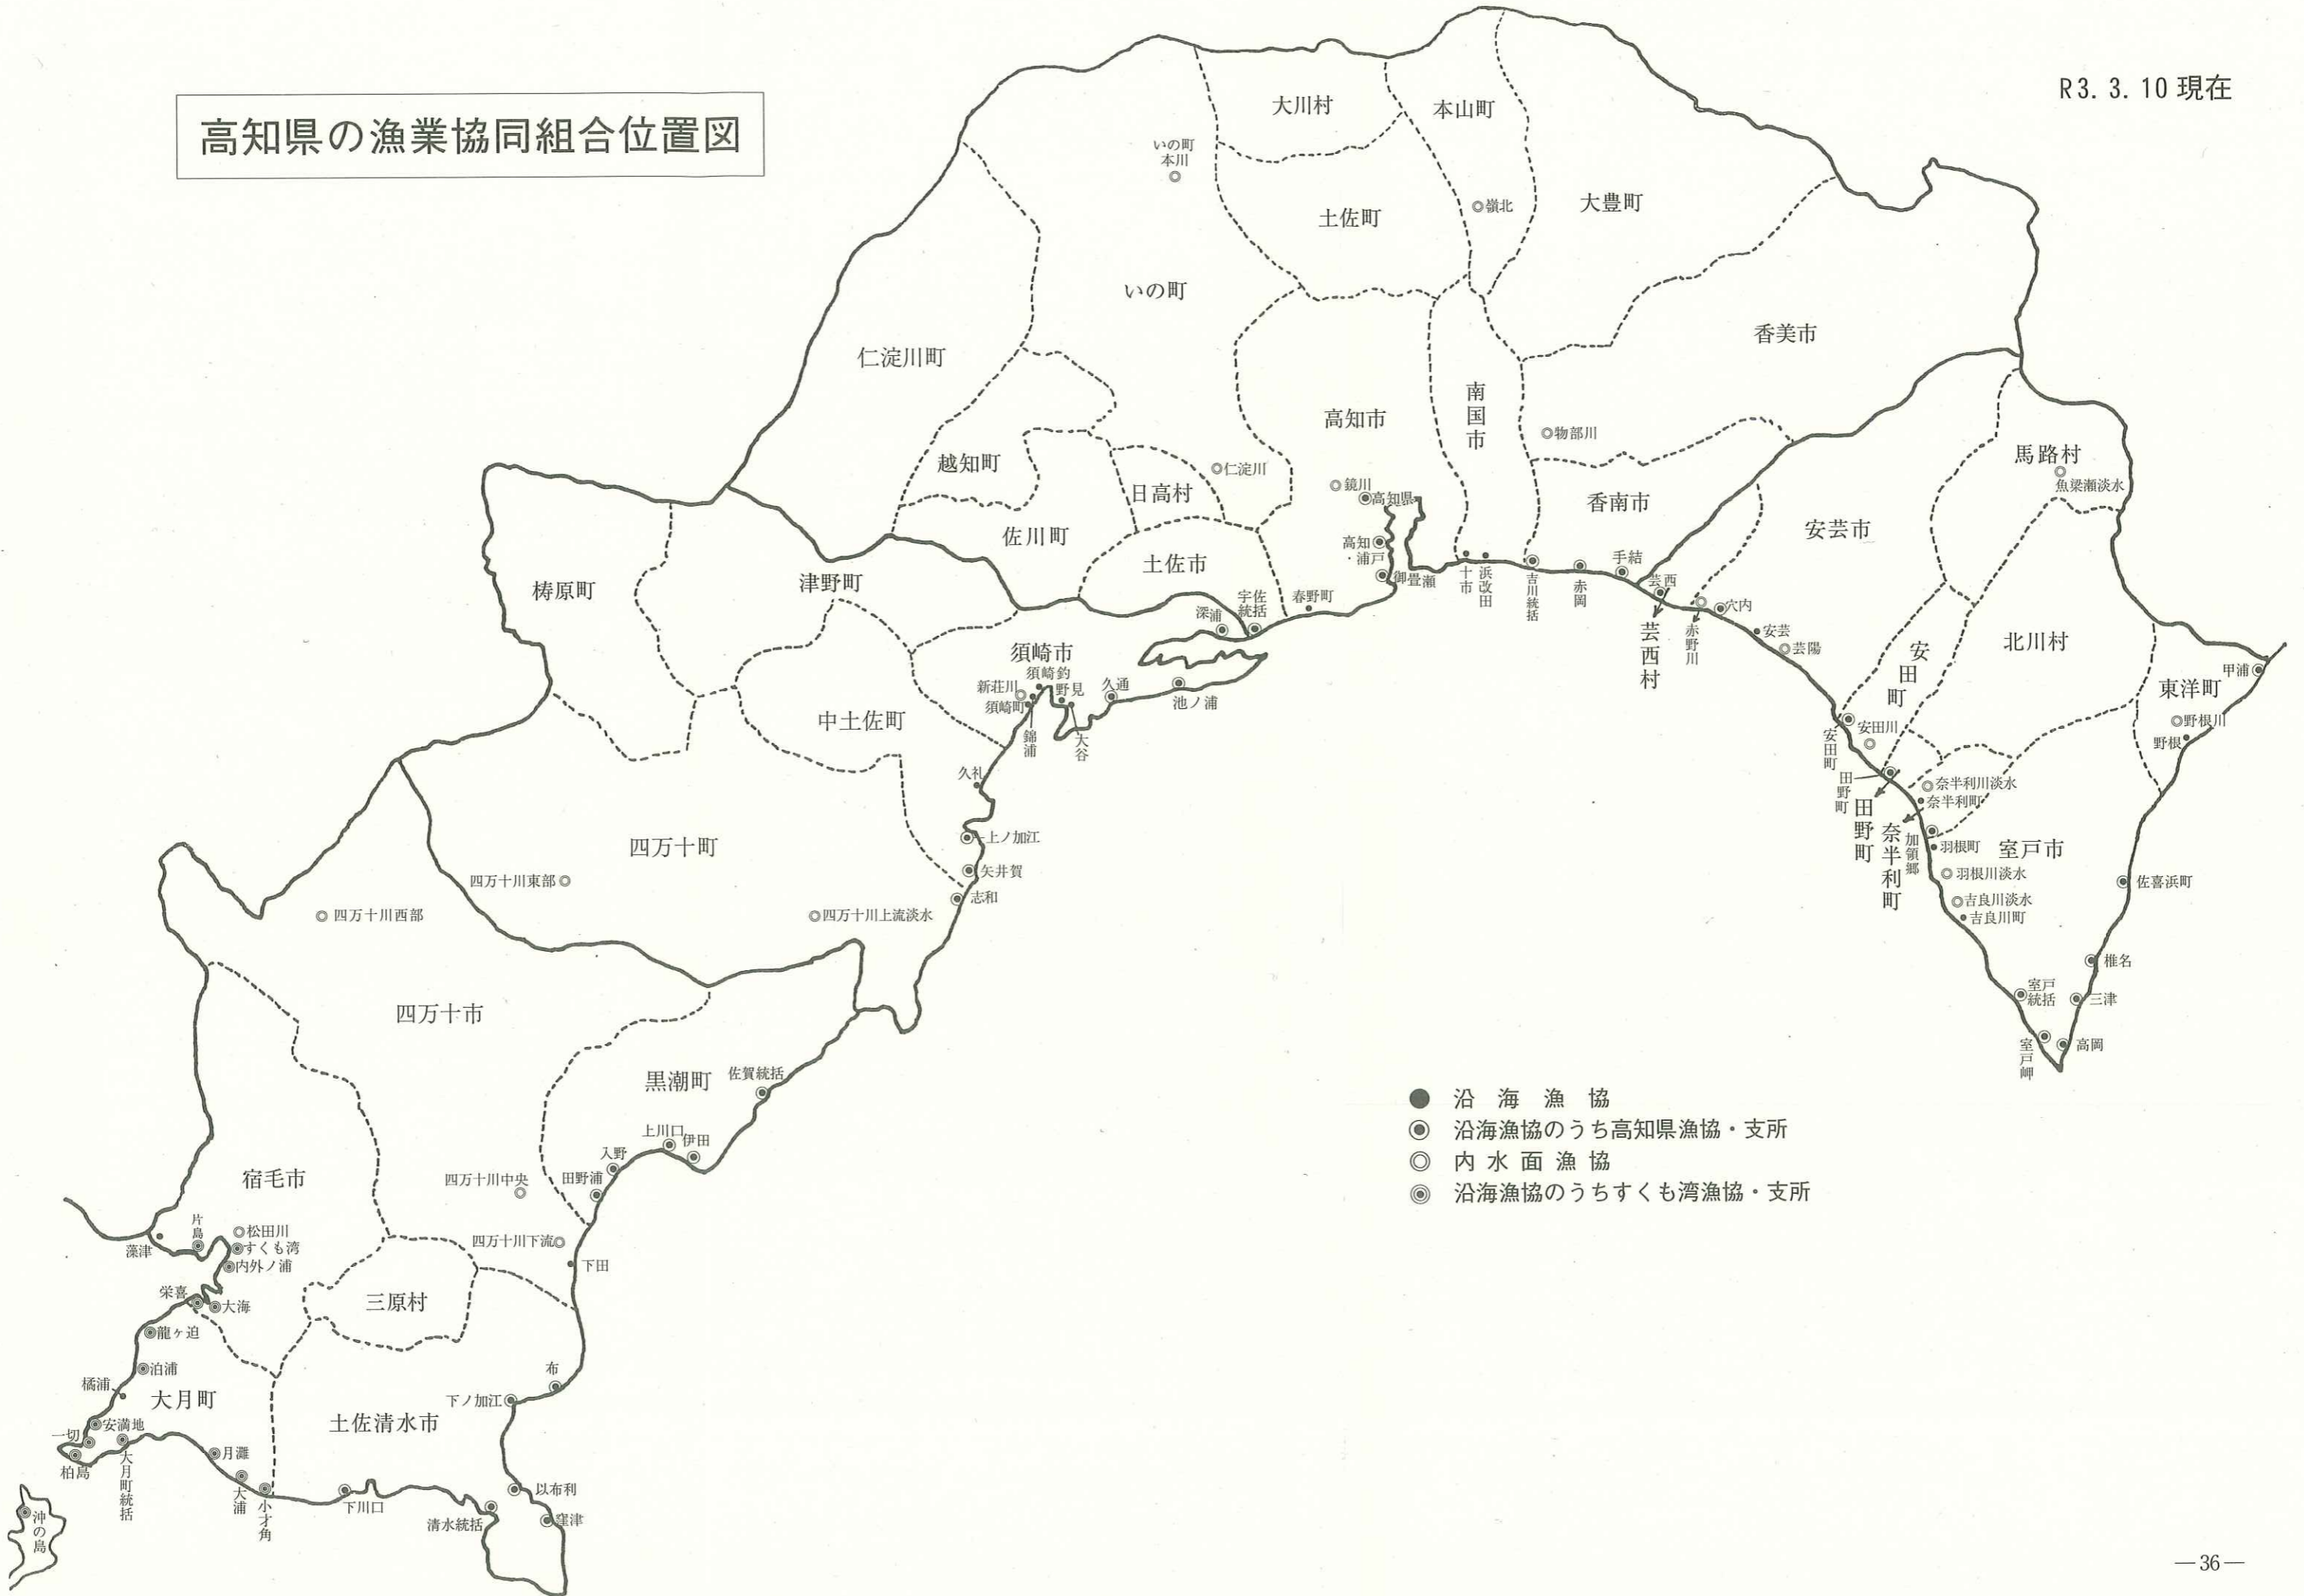 高知県の漁業協同組合位置図
R3. 3. 10 現在
大川村
本山町
いの町
本川
◎嶺北
大豊町
土佐町
いの町
香美市
仁淀川町
南国市
高知市
◎物部川
馬路村
魚梁瀬淡水
越知町
◎仁淀川
日高村
◎鏡川
高知県
香南市
安芸市
佐川町
高知
・浦戸
土佐市
御畳瀬
十市
浜改田
吉川統括
赤岡
手結
芸西
芸西村
赤野川
穴内
安芸
◎芸陽
梼原町
津野町
春野町
宇佐
統括
深浦
須崎市
須崎釣
新荘川
野見
須崎町
錦浦
大谷
久通
池ノ浦
安田町
北川村
甲浦
東洋町
◎野根川
野根
中土佐町
安田川
安田町
田野町
田野町
◎奈半利川淡水
奈半利町
奈半利町
加領郷
羽根町
室戸市
◎羽根川淡水
◎吉良川淡水
吉良川町
佐喜浜町
椎名
室戸
統括
三津
室戸岬
高岡
久礼
上ノ加江
矢井賀
志和
四万十町
四万十川東部◎
◎四万十川上流淡水
◎四万十川西部
四万十市
黒潮町
佐賀統括
上川口
伊田
入野
田野浦
四万十川中央
四万十川下流◎
下田
宿毛市
片島
藻津
◎松田川
すくも湾
内外ノ浦
栄喜
大海
三原村
龍ヶ迫
泊浦
橘浦
大月町
安満地
一切
柏島
大月町統括
月灘
大浦
小才角
沖の島
土佐清水市
布
下ノ加江
以布利
窪津
清水統括
下川口
● 沿海漁協
◉ 沿海漁協のうち高知県漁協・支所
◎ 内水面漁協
◎ 沿海漁協のうちすくも湾漁協・支所
―36―